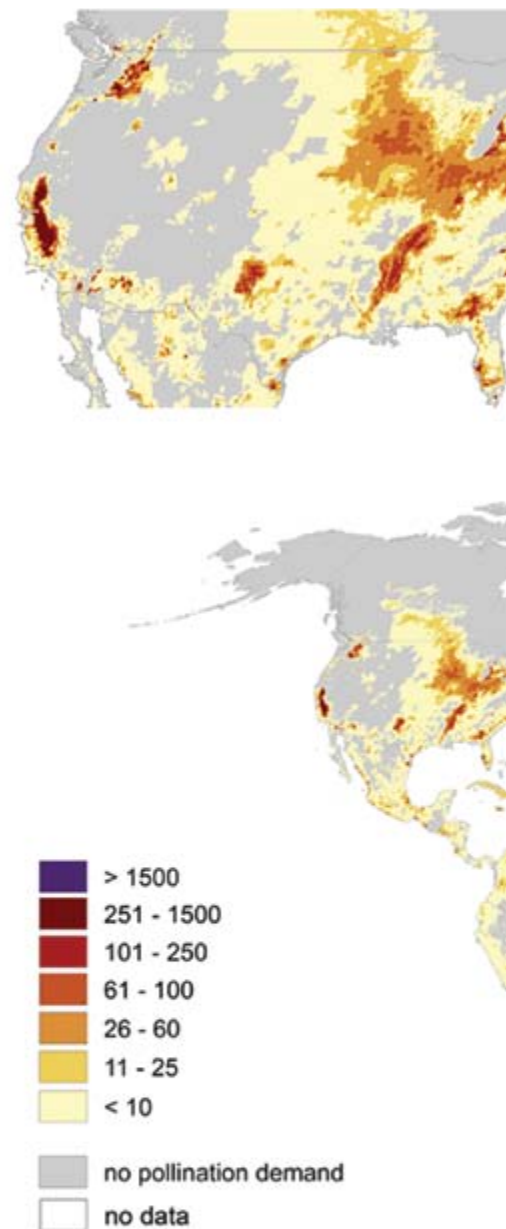 > 1500
251 - 1500
101 - 250
61 - 100
26 - 60
11 - 25
< 10
no pollination demand
no data